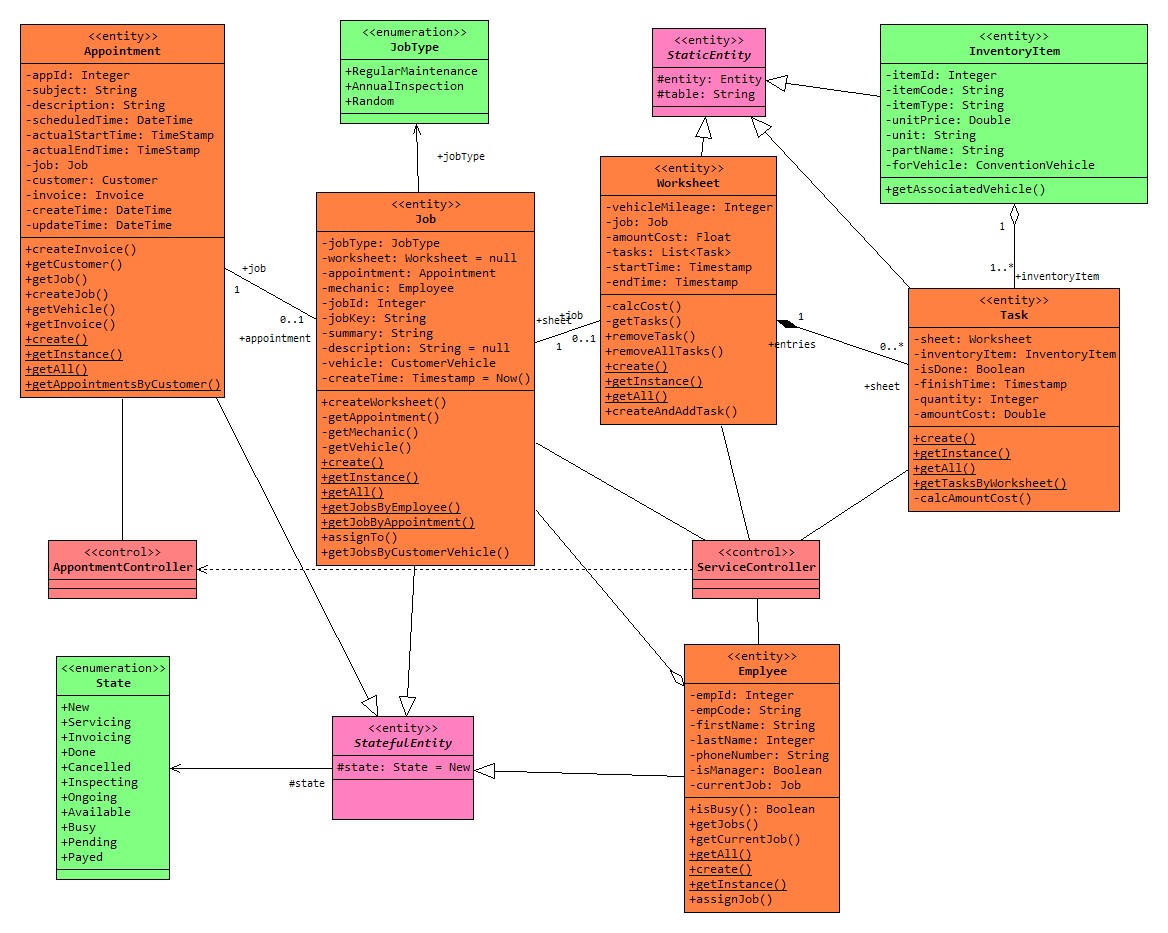 <<entity>>
Appointment
-appId: Integer
-subject: String
-description: String
-scheduledTime: DateTime
-actualStartTime: TimeStamp
-actualEndTime: TimeStamp
-job: Job
-customer: Customer
-invoice: Invoice
-createTime: DateTime
-updateTime: DateTime
+createInvoice()
+getCustomer()
+getJob()
+createJob()
+getVehicle()
+getInvoice()
+create()
+getInstance()
+getAll()
+getAppointmentsByCustomer()
<<enumeration>>
JobType
+RegularMaintenance
+AnnualInspection
+Random
+jobType
<<entity>>
StaticEntity
#entity: Entity
#table: String
<<entity>>
InventoryItem
-itemId: Integer
-itemCode: String
-itemType: String
-unitPrice: Double
-unit: String
-partName: String
-forVehicle: ConventionVehicle
+getAssociatedVehicle()
1
1..*
+inventoryItem
+job
1
0..1
+appointment
<<entity>>
Job
-jobType: JobType
-worksheet: Worksheet = null
-appointment: Appointment
-mechanic: Employee
-jobId: Integer
-jobKey: String
-summary: String
-description: String = null
-vehicle: CustomerVehicle
-createTime: Timestamp = Now()
+createWorksheet()
-getAppointment()
-getMechanic()
-getVehicle()
+create()
+getInstance()
+getAll()
+getJobsByEmployee()
+getJobByAppointment()
+assignTo()
+getJobsByCustomerVehicle()
+sheet
+job
1
0..1
<<entity>>
Worksheet
-vehicleMileage: Integer
-job: Job
-amountCost: Float
-tasks: List<Task>
-startTime: Timestamp
-endTime: Timestamp
-calcCost()
-getTasks()
+removeTask()
+removeAllTasks()
+create()
+getInstance()
+getAll()
+createAndAddTask()
1
+entries
0..*
+sheet
<<entity>>
Task
-sheet: Worksheet
-inventoryItem: InventoryItem
-isDone: Boolean
-finishTime: Timestamp
-quantity: Integer
-amountCost: Double
+create()
+getInstance()
+getAll()
+getTasksByWorksheet()
-calcAmountCost()
<<control>>
AppontmentController
<<control>>
ServiceController
<<enumeration>>
State
+New
+Servicing
+Invoicing
+Done
+Cancelled
+Inspecting
+Ongoing
+Available
+Busy
+Pending
+Payed
#state
<<entity>>
StatefulEntity
#state: State = New
<<entity>>
Emplyee
-empId: Integer
-empCode: String
-firstName: String
-lastName: Integer
-phoneNumber: String
-isManager: Boolean
-currentJob: Job
+isBusy(): Boolean
+getJobs()
+getCurrentJob()
+getAll()
+create()
+getInstance()
+assignJob()